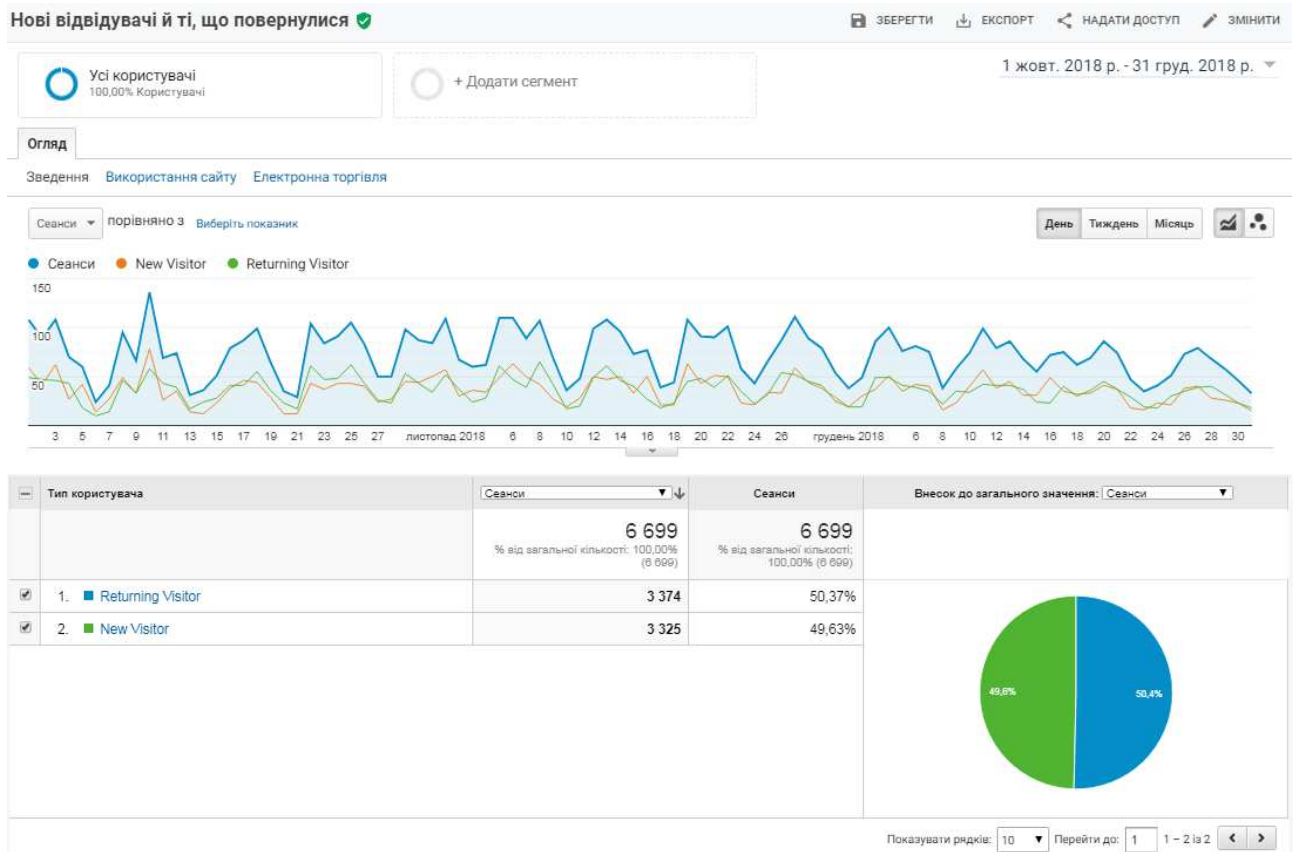 Нові відвідувачі й ті, що повернулися
ЗБЕРЕГТИ ЕКСПОРТ НАДАТИ ДОСТУП ЗМІНИТИ
Усі користувачі
100,00% Користувачі
+ Додати сегмент
1 жовт. 2018 р. - 31 груд. 2018 р.
Огляд
Зведення Використання сайту Електронна торгівля
Сеанси порівняно з Виберіть показник
День Тиждень Місяць
Сеанси New Visitor Returning Visitor
150
100
50
3 5 7 9 11 13 15 17 19 21 23 25 27 листопад 2018 6 8 10 12 14 16 18 20 22 24 26 грудень 2018 6 8 10 12 14 16 18 20 22 24 26 28 30
Тип користувача Сеанси Сеанси Внесок до загального значення: Сеанси
6 699 6 699
% від загальної кількості: 100,00% % від загальної кількості:
(6 699) 100,00% (6 699)
1. Returning Visitor 3 374 50,37%
2. New Visitor 3 325 49,63%
49,6% 50,4%
Показувати рядків: 10 Перейти до: 1 1 – 2 із 2